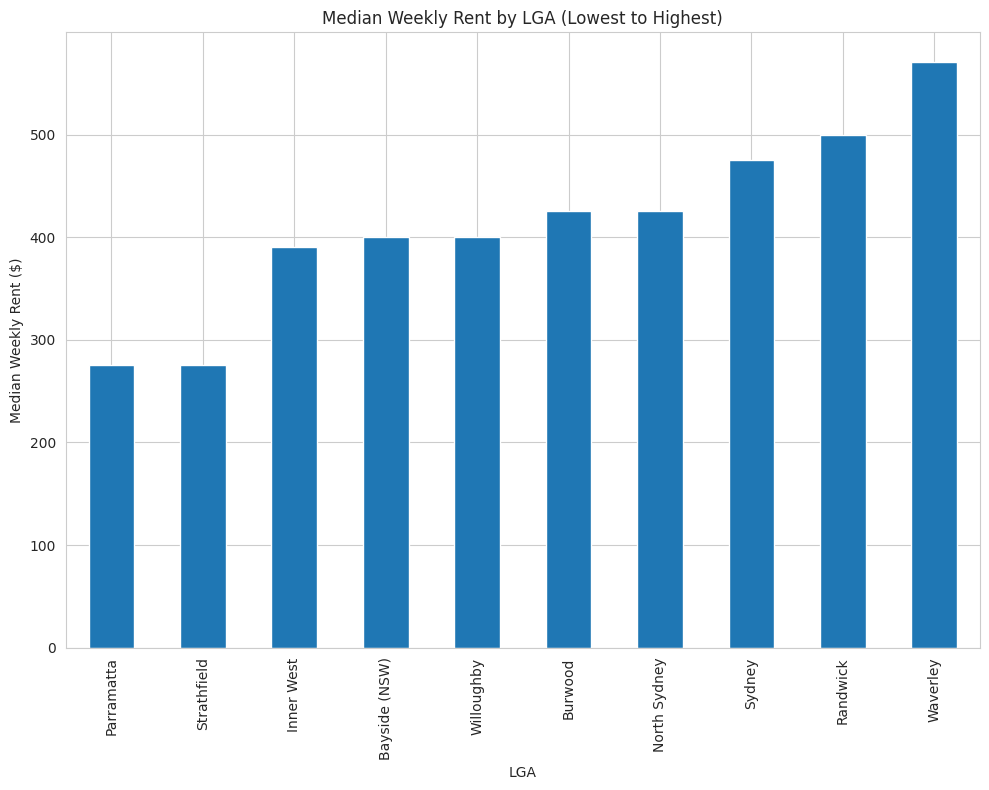 Median Weekly Rent by LGA (Lowest to Highest)
Median Weekly Rent ($)
500
400
300
200
100
0
Parramatta
Strathfield
Inner West
Bayside (NSW)
Willoughby
Burwood
North Sydney
Sydney
Randwick
Waverley
LGA